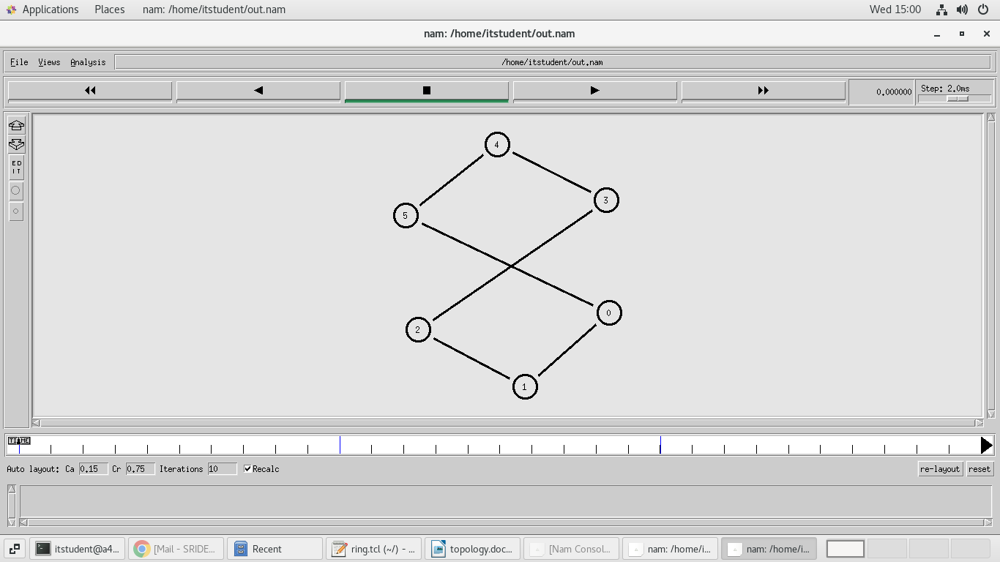 Applications Places nam: /home/itstudent/out.nam Wed 15:00
nam: /home/itstudent/out.nam
File Views Analysis /home/itstudent/out.nam
0.000000 Step: 2.0ms
E D
I T
4
3
5
0
2
1
TIME
Auto layout: Ca 0.15 Cr 0.75 Iterations 10 Recalc re-layout reset
itstudent@a4... [Mail - SRIDE... Recent ring.tcl (~/) - ... topology.doc... [Nam Consol... nam: /home/i... nam: /home/i...